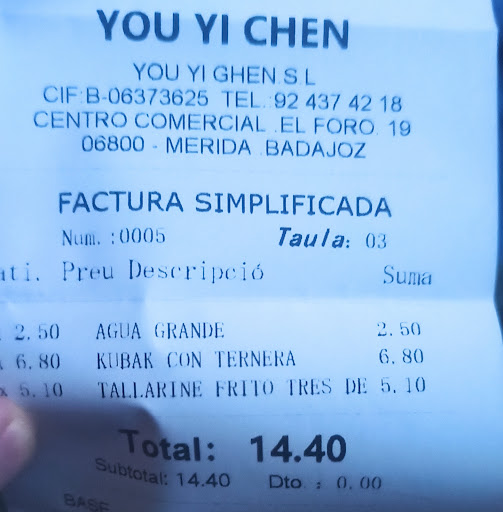 YOU YI CHEN
YOU YI GHEN S L
CIF:B-06373625 TEL.:92 437 42 18
CENTRO COMERCIAL .EL FORO. 19
06800 - MERIDA .BADAJOZ
FACTURA SIMPLIFICADA
Num. :0005 Taula: 03
ati. Preu Descripció Suma
2.50 AGUA GRANDE 2.50
x 6.80 KUBAK CON TERNERA 6.80
x 5.10 TALLARINE FRITO TRES DE 5.10
Total: 14.40
Subtotal: 14.40 Dto. : 0.00
BASE